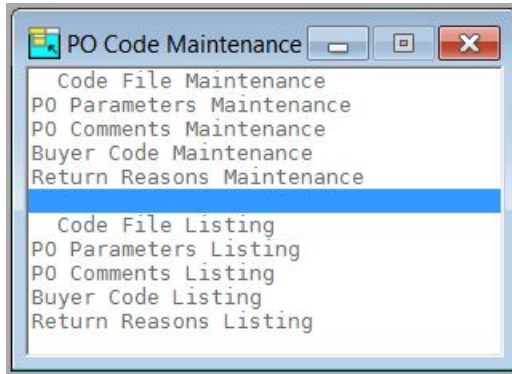 PO Code Maintenance
Code File Maintenance
PO Parameters Maintenance
PO Comments Maintenance
Buyer Code Maintenance
Return Reasons Maintenance
Code File Listing
PO Parameters Listing
PO Comments Listing
Buyer Code Listing
Return Reasons Listing